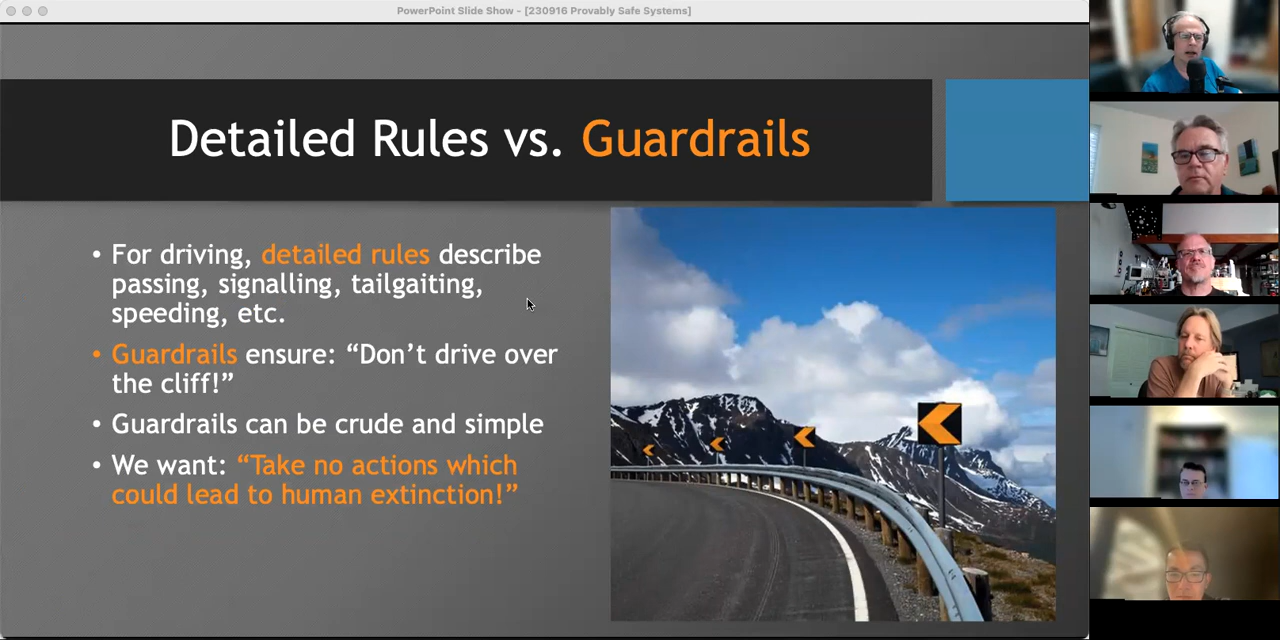 PowerPoint Slide Show - [230916 Provably Safe Systems]
Detailed Rules vs. Guardrails
• For driving, detailed rules describe
passing, signalling, tailgaiting,
speeding, etc.
• Guardrails ensure: “Don’t drive over
the cliff!”
• Guardrails can be crude and simple
• We want: “Take no actions which
could lead to human extinction!”